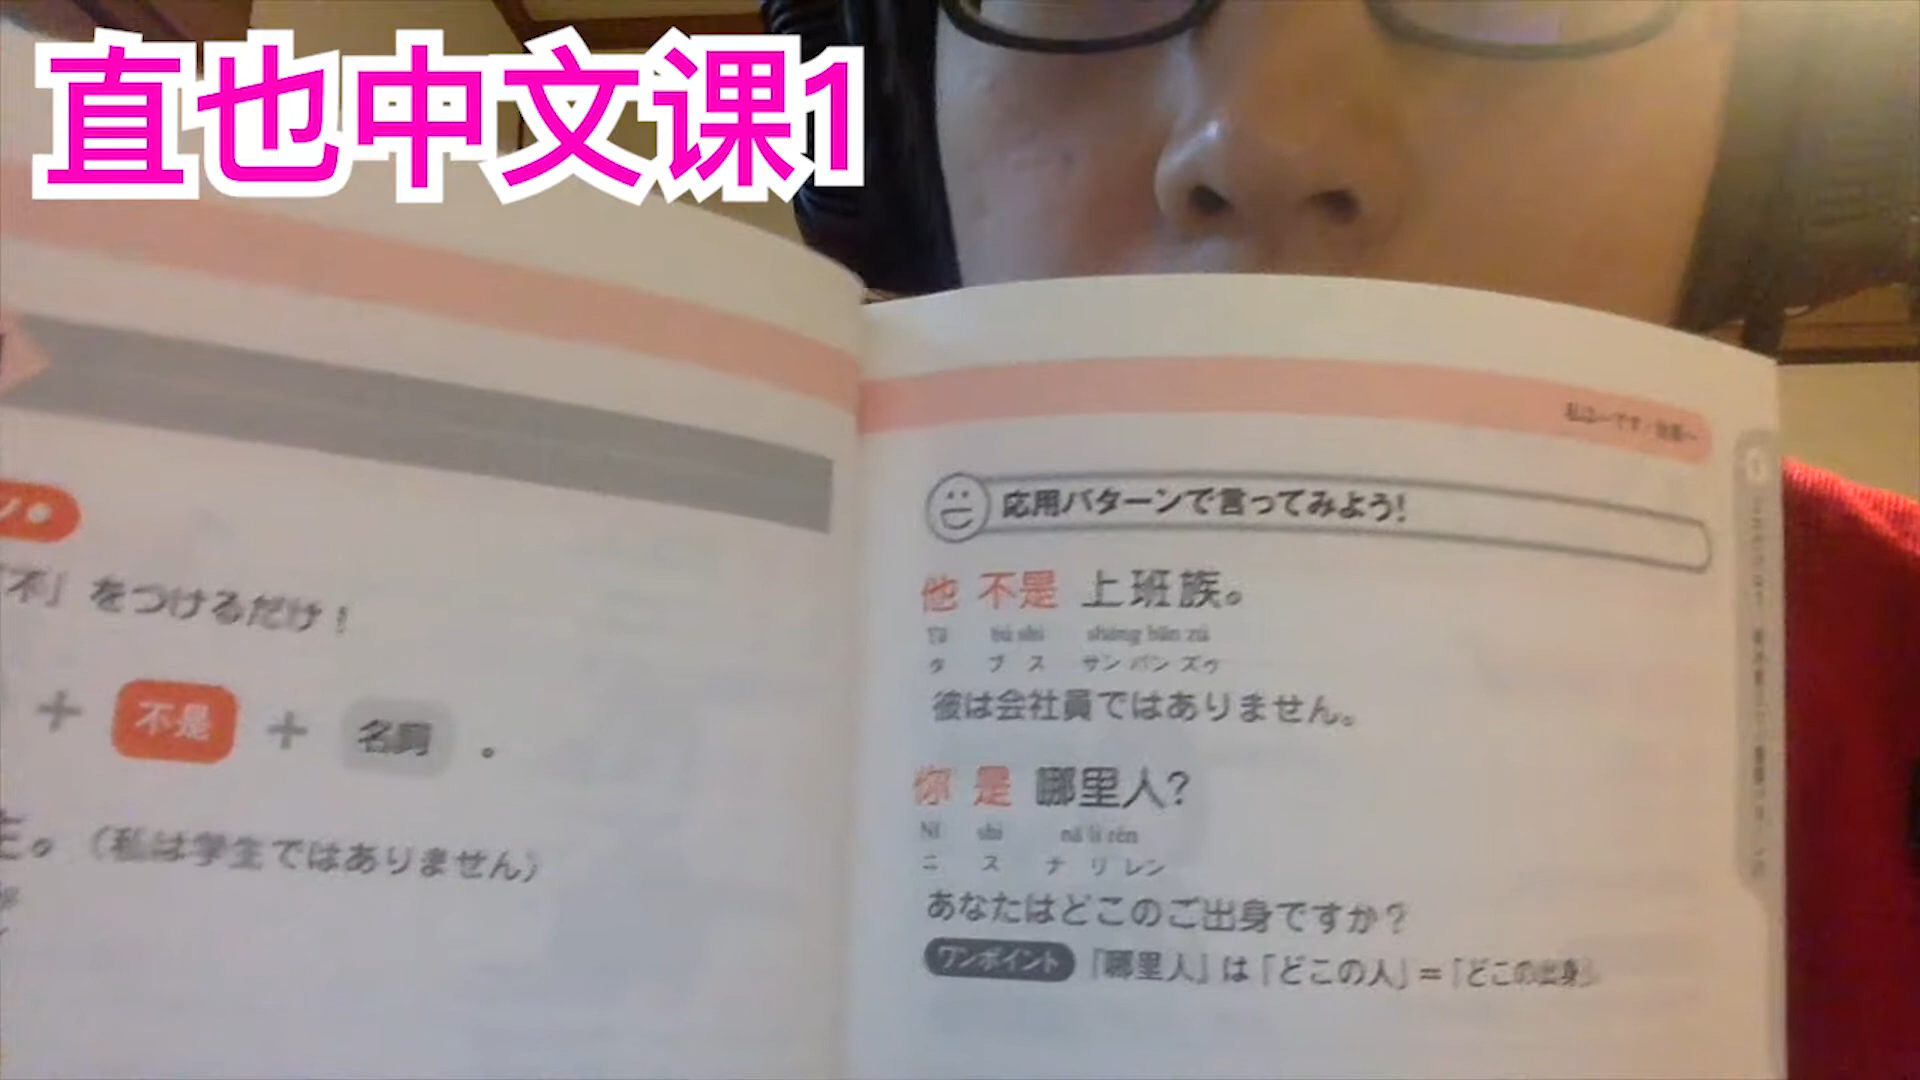 直也中文课1
「不」をつけるだけ！
+ 不是 + 名詞 。
。（私は学生ではありません）
応用パターンで言ってみよう！
他 不是 上班族。
Tā bú shì shàng bān zú
タ ブ ス サン バン ズゥ
彼は会社員ではありません。
你 是 哪里人？
Nǐ shì nǎ lǐ rén
ニ ス ナ リ レン
あなたはどこのご出身ですか？
ワンポイント 「哪里人」は「どこの人」＝「どこの出身」